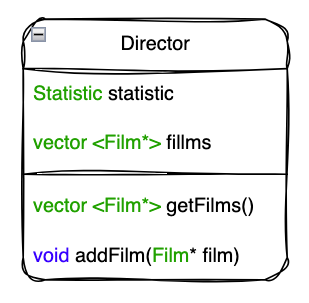 Director
Statistic statistic
vector <Film*> fillms
vector <Film*> getFilms()
void addFilm(Film* film)